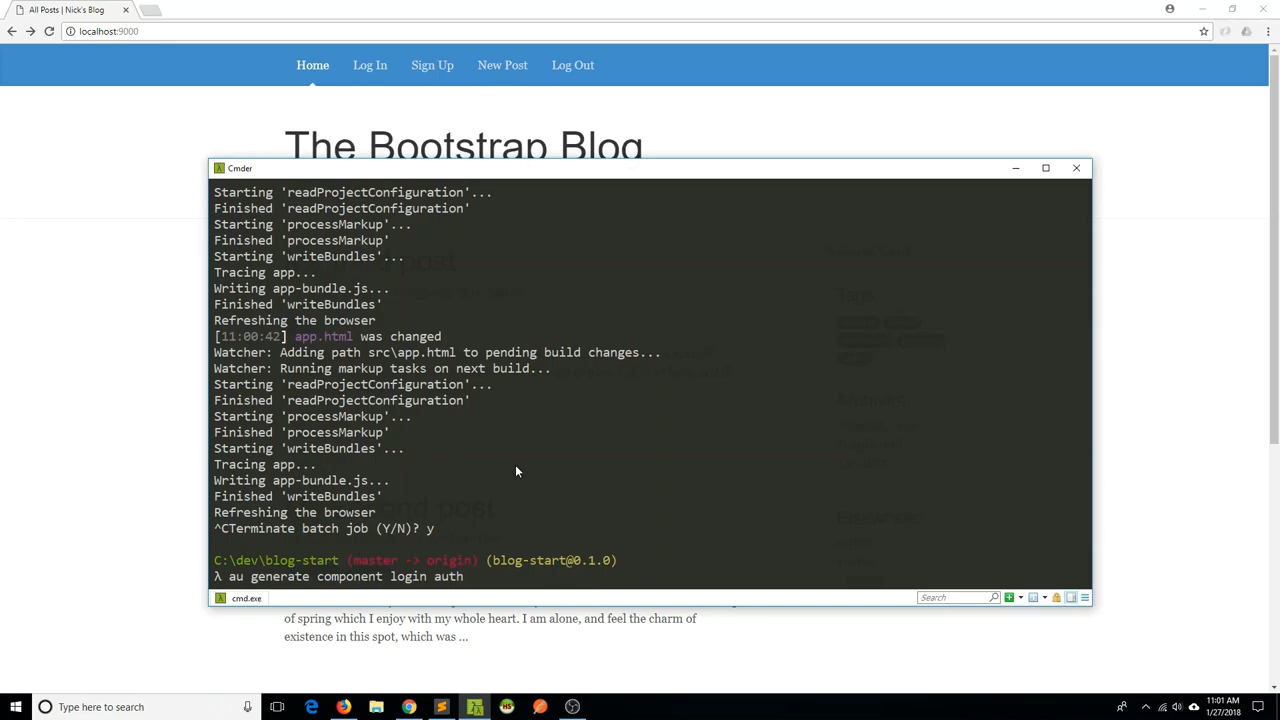 All Posts | Nick's Blog
localhost:9000
Home Log In Sign Up New Post Log Out
The Bootstrap Blog
Cmder
Starting 'readProjectConfiguration'...
Finished 'readProjectConfiguration'
Starting 'processMarkup'...
Finished 'processMarkup'
Starting 'writeBundles'...
Tracing app...
Writing app-bundle.js...
Finished 'writeBundles'
Refreshing the browser
[11:00:42] app.html was changed
Watcher: Adding path src\app.html to pending build changes...
Watcher: Running markup tasks on next build...
Starting 'readProjectConfiguration'...
Finished 'readProjectConfiguration'
Starting 'processMarkup'...
Finished 'processMarkup'
Starting 'writeBundles'...
Tracing app...
Writing app-bundle.js...
Finished 'writeBundles'
Refreshing the browser
^CTerminate batch job (Y/N)? y
C:\dev\blog-start (master -> origin) (blog-start@0.1.0)
λ au generate component login auth
cmd.exe
Search
Tags
Archives
Elsewhere
of spring which I enjoy with my whole heart. I am alone, and feel the charm of
existence in this spot, which was ...
Type here to search
11:01 AM
1/27/2018